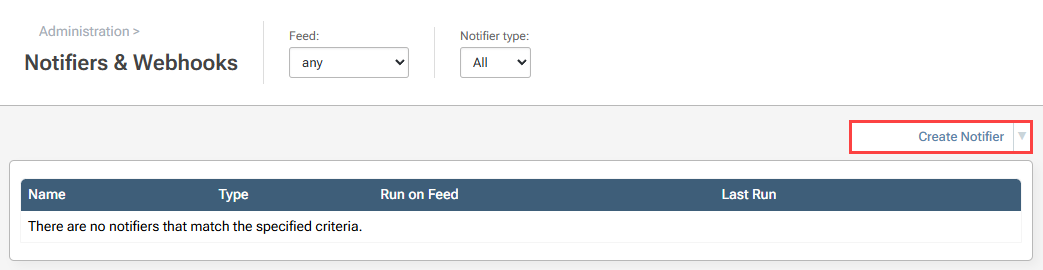 Administration >
Notifiers & Webhooks
Feed:
any
Notifier type:
All
Create Notifier
Name Type Run on Feed Last Run
There are no notifiers that match the specified criteria.